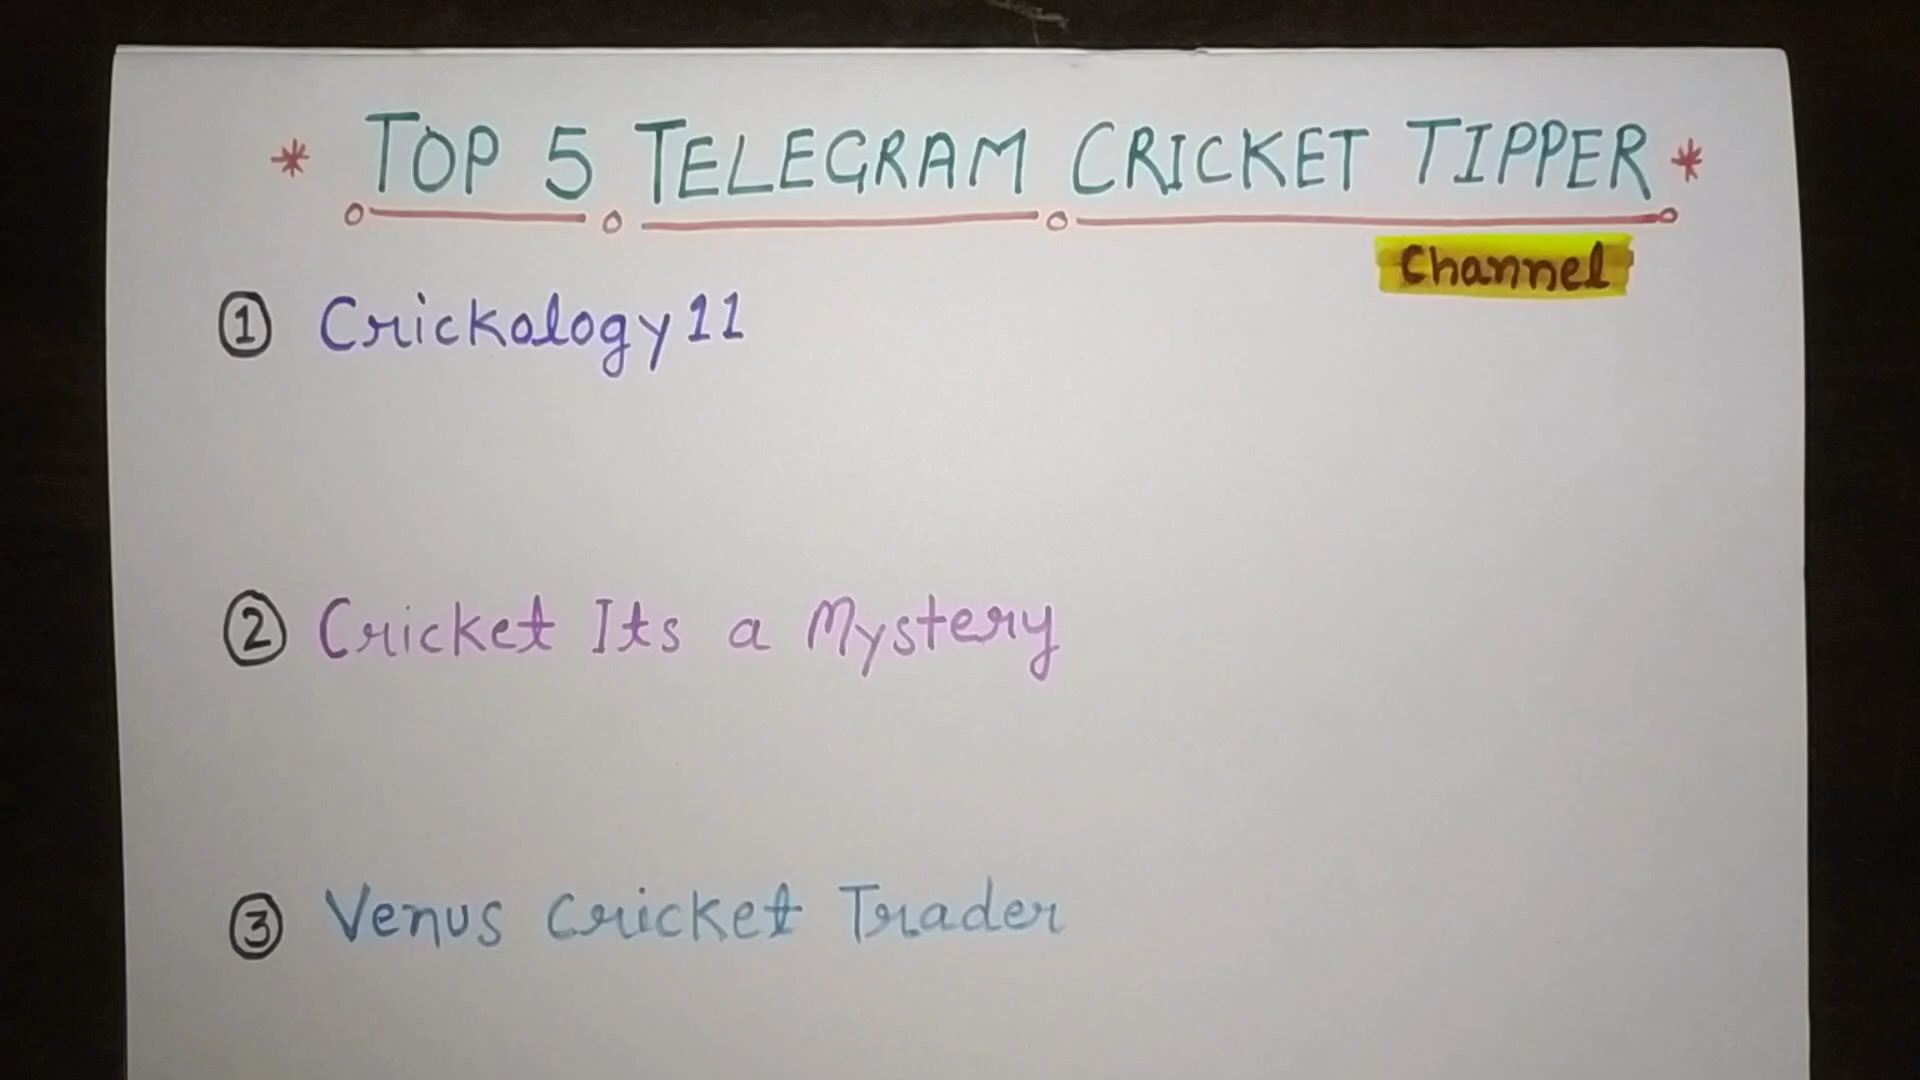 * TOP 5 TELEGRAM CRICKET TIPPER *
Channel
① Crickology11
② Cricket Its a Mystery
③ Venus Cricket Trader